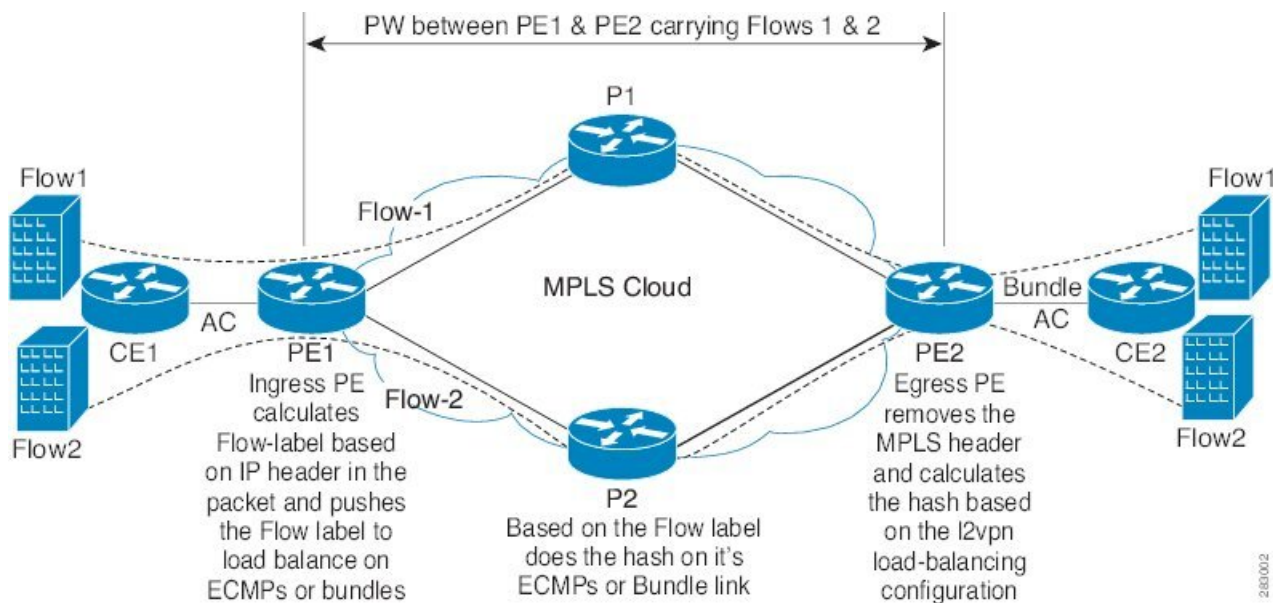 PW between PE1 & PE2 carrying Flows 1 & 2
P1
Flow1
Flow1
Flow-1
MPLS Cloud
Bundle
AC
AC
CE1
PE1
PE2
CE2
Flow-2
Flow2
Flow2
Ingress PE
calculates
Flow-label based
on IP header in the
packet and pushes
the Flow label to
load balance on
ECMPs or bundles
P2
Based on the Flow label
does the hash on it's
ECMPs or Bundle link
Egress PE
removes the
MPLS header
and calculates
the hash based
on the l2vpn
load-balancing
configuration
283002